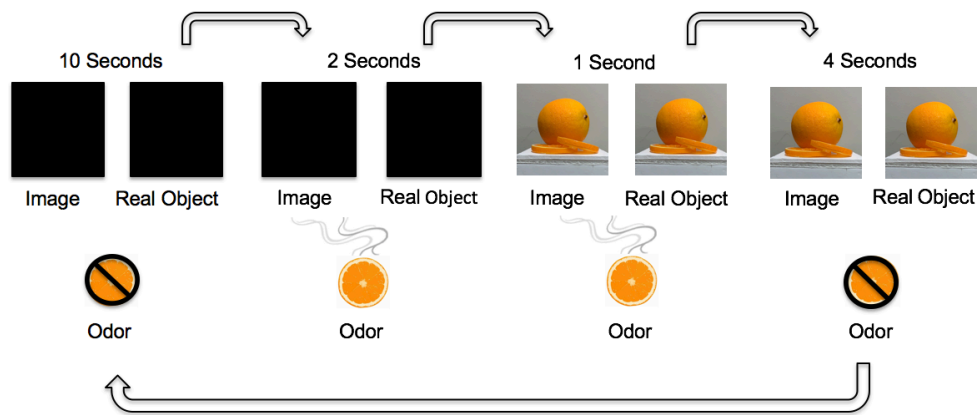 10 Seconds
2 Seconds
1 Second
4 Seconds
Image
Real Object
Image
Real Object
Image
Real Object
Image
Real Object
Odor
Odor
Odor
Odor